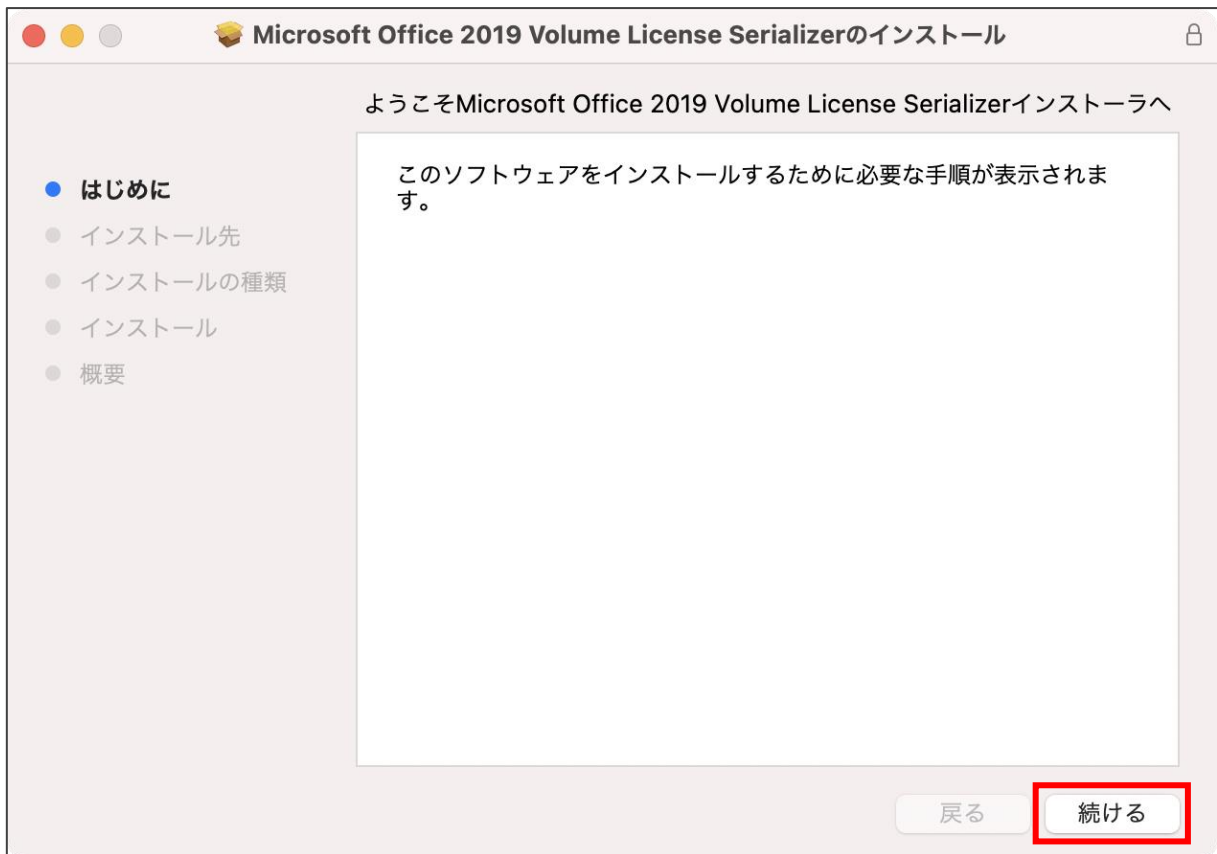 Microsoft Office 2019 Volume License Serializerのインストール
ようこそMicrosoft Office 2019 Volume License Serializerインストーラへ
はじめに
インストール先
インストールの種類
インストール
概要
このソフトウェアをインストールするために必要な手順が表示されま
す。
戻る
続ける